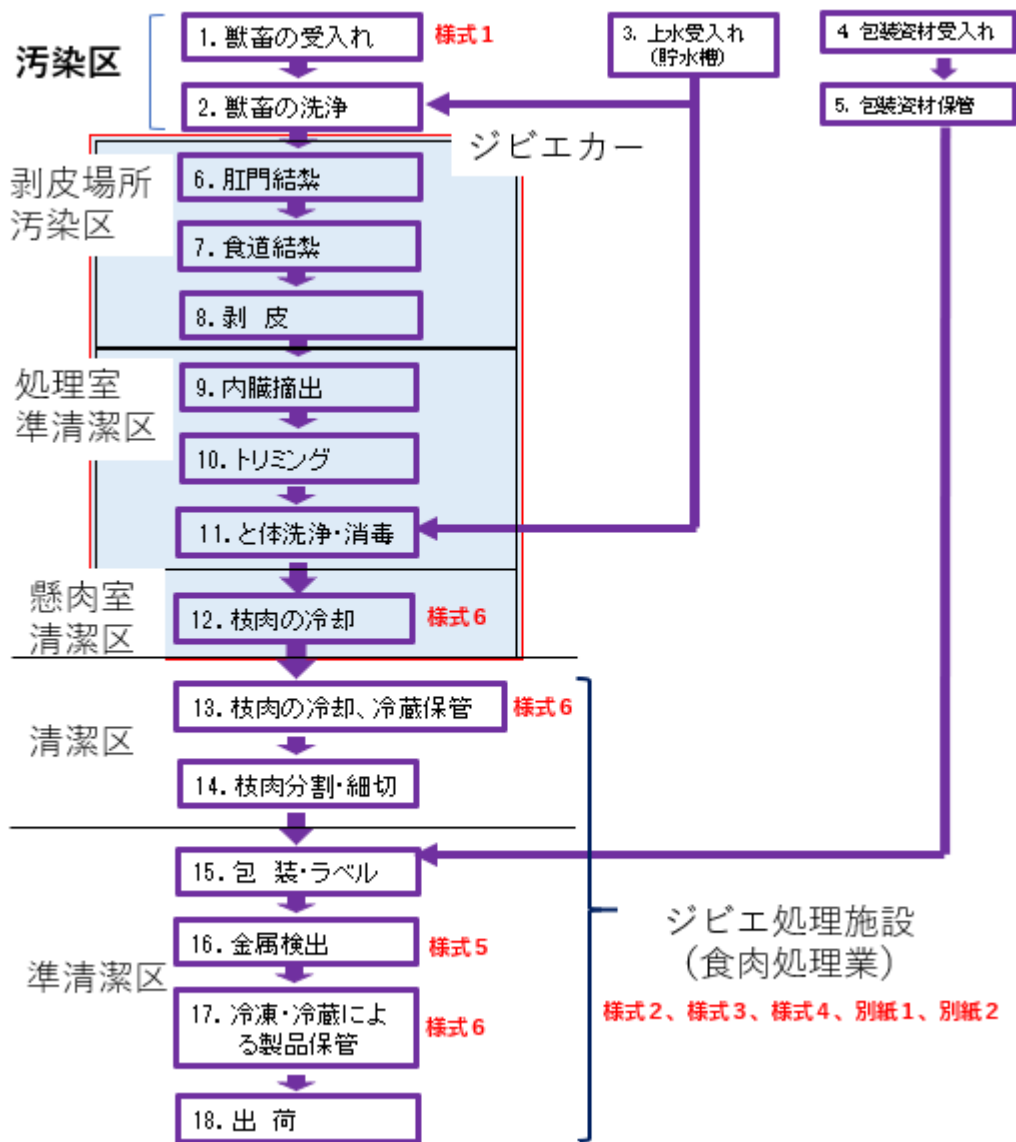 汚染区
1. 獣畜の受入れ
様式1
3. 上水受入れ
(貯水槽)
4 包装資材受入れ
2. 獣畜の洗浄
5. 包装資材保管
ジビエカー
剥皮場所
汚染区
6. 肛門結紮
7. 食道結紮
8. 剥 皮
処理室
準清潔区
9. 内臓摘出
10. トリミング
11. と体洗浄・消毒
懸肉室
清潔区
12. 枝肉の冷却
様式6
清潔区
13. 枝肉の冷却、冷蔵保管
様式6
14. 枝肉分割・細切
準清潔区
15. 包 装・ラベル
16. 金属検出
様式5
17. 冷凍・冷蔵によ
る製品保管
様式6
18. 出 荷
ジビエ処理施設
(食肉処理業)
様式2、様式3、様式4、別紙1、別紙2